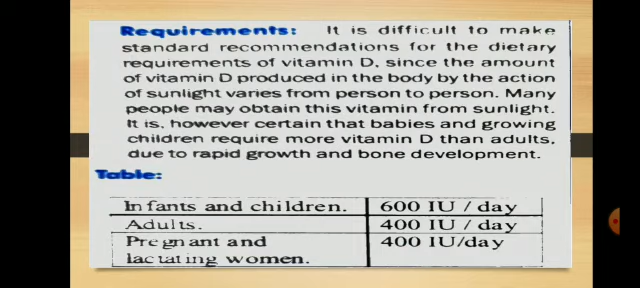 Requirements: It is difficult to make
standard recommendations for the dietary
requirements of vitamin D, since the amount
of vitamin D produced in the body by the action
of sunlight varies from person to person. Many
people may obtain this vitamin from sunlight.
It is, however certain that babies and growing
children require more vitamin D than adults,
due to rapid growth and bone development.
Table:
Infants and children. 600 IU / day
Adults. 400 IU / day
Pregnant and 400 IU/day
lactating women.